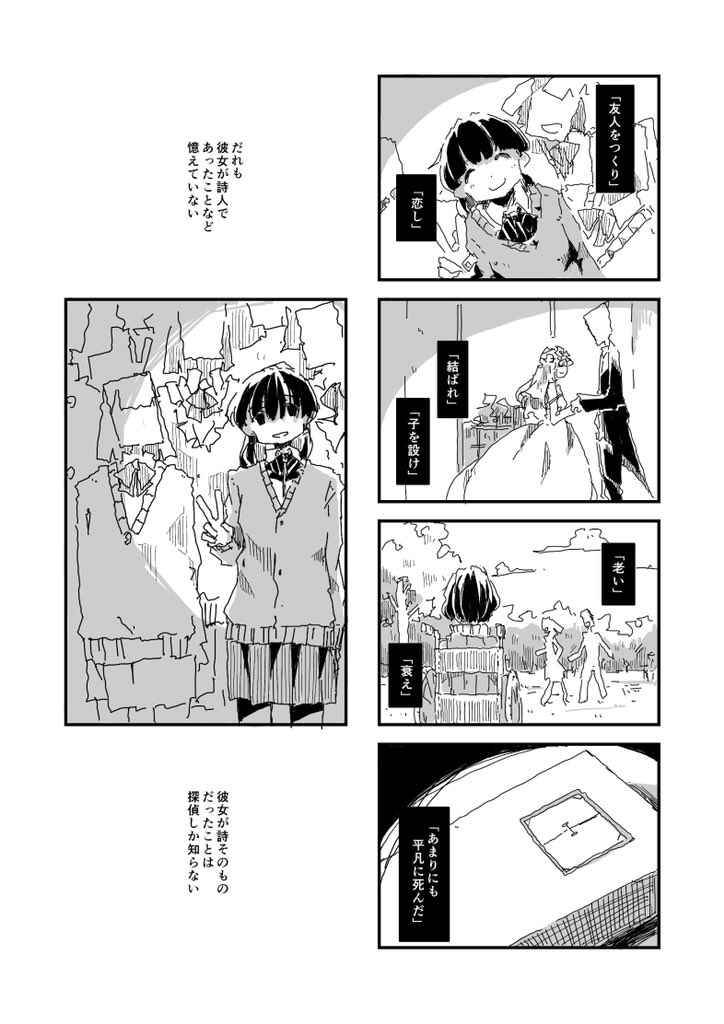 「友人をつくり」
「恋し」
「結ばれ」
「子を設け」
「老い」
「衰え」
「あまりにも
平凡に死んだ」
だれも
彼女が詩人で
あったことなど
憶えていない
彼女が詩そのもの
だったことは
探偵しか知らない